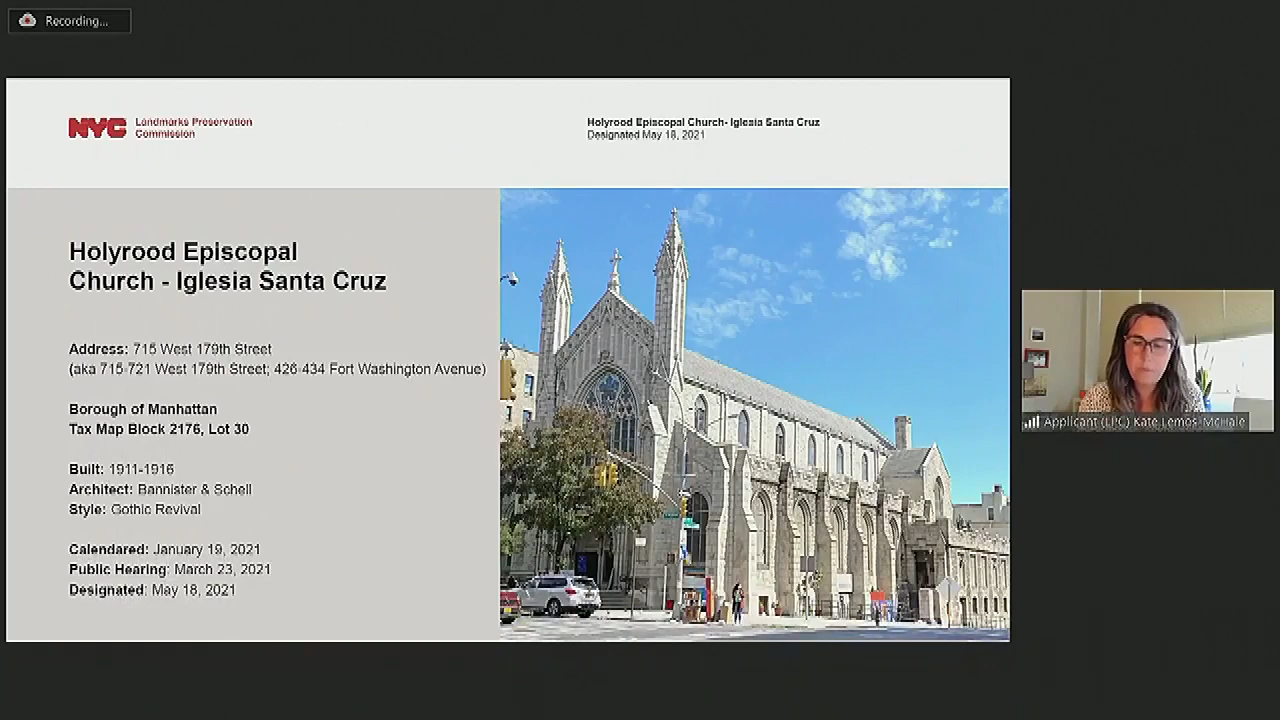 Recording...
NYC Landmarks Preservation
Commission
Holyrood Episcopal Church- Iglesia Santa Cruz
Designated May 18, 2021
Holyrood Episcopal
Church - Iglesia Santa Cruz
Address: 715 West 179th Street
(aka 715-721 West 179th Street; 426-434 Fort Washington Avenue)
Borough of Manhattan
Tax Map Block 2176, Lot 30
Built: 1911-1916
Architect: Bannister & Schell
Style: Gothic Revival
Calendared: January 19, 2021
Public Hearing: March 23, 2021
Designated: May 18, 2021
Applicant (LPC) Kate Lemos-McHale